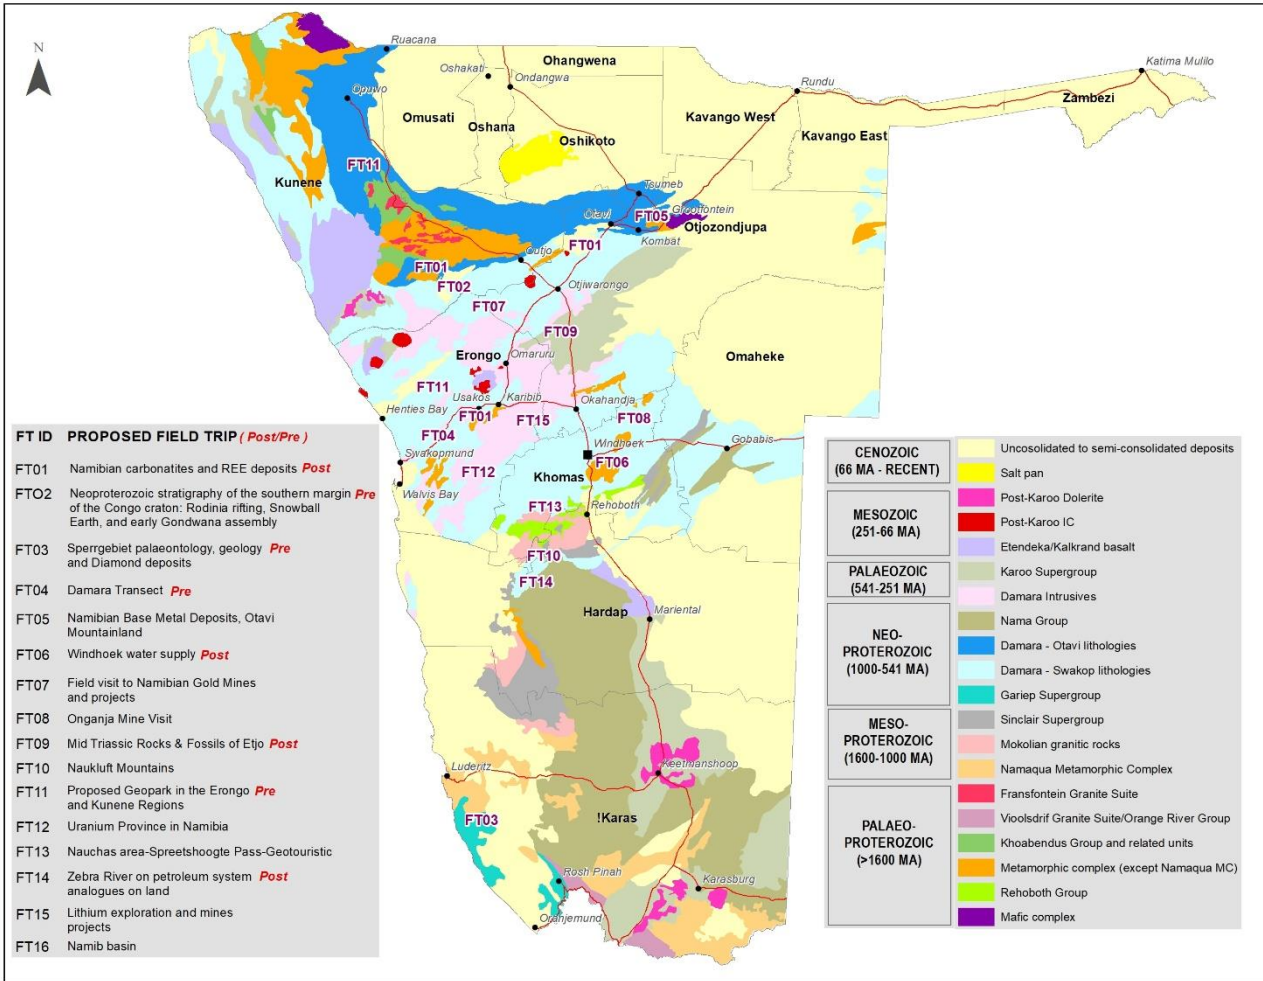 N
Ruacana
Oshakati
Ondangwa
Ohangwena
Opuwo
Omusati
Oshana
Oshikoto
Rundu
Katima Mulilo
Zambezi
Kavango West
Kavango East
FT11
Kunene
Tsumeb
Grootfontein
Otavi
FT05
Otjozondjupa
Kombat
FT01
Outjo
FT01
FT02
Otjiwarongo
FT07
FT09
Omaheke
Erongo
Omaruru
FT11
Usakos
Karibib
Okahandja
Henties Bay
FT01
FT15
FT08
FT04
Windhoek
Gobabis
Swakopmund
FT12
FT06
Khomas
Walvis Bay
FT13
Rehoboth
FT10
FT14
Hardap
Mariental
Luderitz
Keetmanshoop
FT03
!Karas
Rosh Pinah
Karasburg
Oranjemund
FT ID PROPOSED FIELD TRIP ( Post/Pre )
FT01 Namibian carbonatites and REE deposits Post
FTO2 Neoproterozoic stratigraphy of the southern margin Pre
of the Congo craton: Rodinia rifting, Snowball
Earth, and early Gondwana assembly
FT03 Sperrgebiet palaeontology, geology Pre
and Diamond deposits
FT04 Damara Transect Pre
FT05 Namibian Base Metal Deposits, Otavi
Mountainland
FT06 Windhoek water supply Post
FT07 Field visit to Namibian Gold Mines
and projects
FT08 Onganja Mine Visit
FT09 Mid Triassic Rocks & Fossils of Etjo Post
FT10 Naukluft Mountains
FT11 Proposed Geopark in the Erongo Pre
and Kunene Regions
FT12 Uranium Province in Namibia
FT13 Nauchas area-Spreetshoogte Pass-Geotouristic
FT14 Zebra River on petroleum system Post
analogues on land
FT15 Lithium exploration and mines
projects
FT16 Namib basin
CENOZOIC
(66 MA - RECENT)
MESOZOIC
(251-66 MA)
PALAEOZOIC
(541-251 MA)
NEO-
PROTEROZOIC
(1000-541 MA)
MESO-
PROTEROZOIC
(1600-1000 MA)
PALAEO-
PROTEROZOIC
(>1600 MA)
Uncosolidated to semi-consolidated deposits
Salt pan
Post-Karoo Dolerite
Post-Karoo IC
Etendeka/Kalkrand basalt
Karoo Supergroup
Damara Intrusives
Nama Group
Damara - Otavi lithologies
Damara - Swakop lithologies
Gariep Supergroup
Sinclair Supergroup
Mokolian granitic rocks
Namaqua Metamorphic Complex
Fransfontein Granite Suite
Vioolsdrif Granite Suite/Orange River Group
Khoabendus Group and related units
Metamorphic complex (except Namaqua MC)
Rehoboth Group
Mafic complex